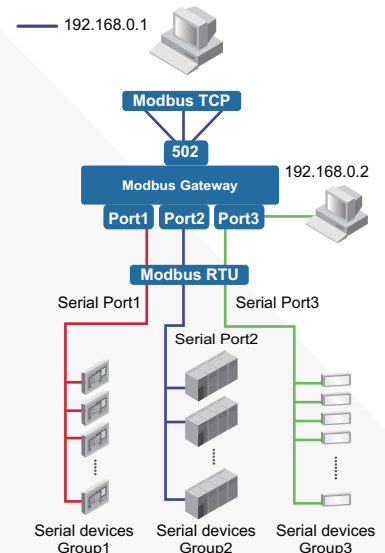 192.168.0.1
Modbus TCP
502
Modbus Gateway
192.168.0.2
Port1 Port2 Port3
Modbus RTU
Serial Port1
Serial Port3
Serial Port2
Serial devices
Group1
Serial devices
Group2
Serial devices
Group3